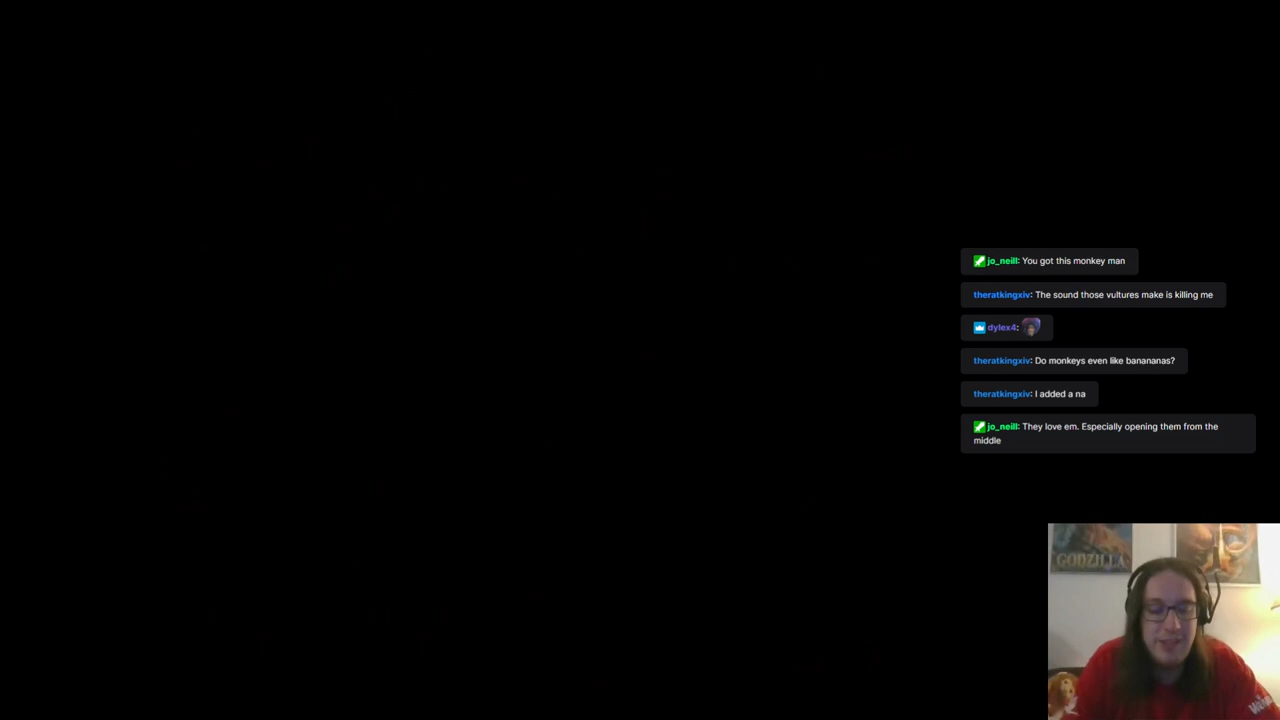 jo_neill: You got this monkey man
theratkingxiv: The sound those vultures make is killing me
dylex4:
theratkingxiv: Do monkeys even like banananas?
theratkingxiv: I added a na
jo_neill: They love em. Especially opening them from the
middle
GODZILLA